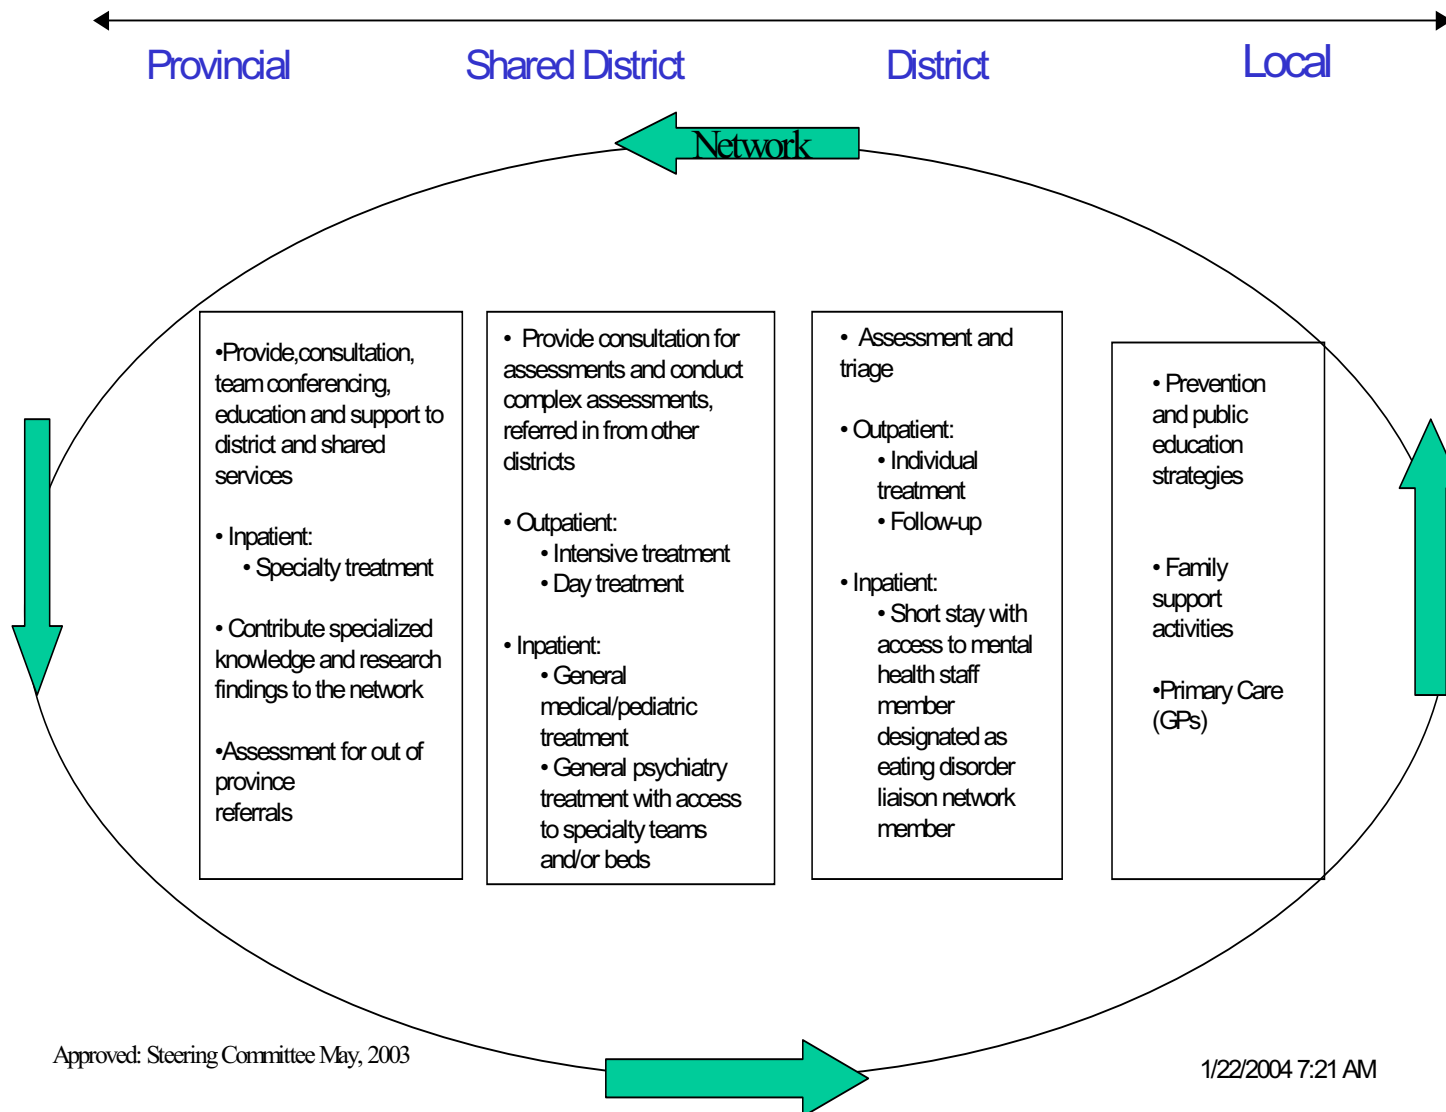 Provincial
Shared District
District
Local
Network
•Provide,consultation,
team conferencing,
education and support to
district and shared
services
• Inpatient:
• Specialty treatment
• Contribute specialized
knowledge and research
findings to the network
•Assessment for out of
province
referrals
• Provide consultation for
assessments and conduct
complex assessments,
referred in from other
districts
• Outpatient:
• Intensive treatment
• Day treatment
• Inpatient:
• General
medical/pediatric
treatment
• General psychiatry
treatment with access
to specialty teams
and/or beds
• Assessment and
triage
• Outpatient:
• Individual
treatment
• Follow-up
• Inpatient:
• Short stay with
access to mental
health staff
member
designated as
eating disorder
liaison network
member
• Prevention
and public
education
strategies
• Family
support
activities
•Primary Care
(GPs)
Approved: Steering Committee May, 2003
1/22/2004 7:21 AM